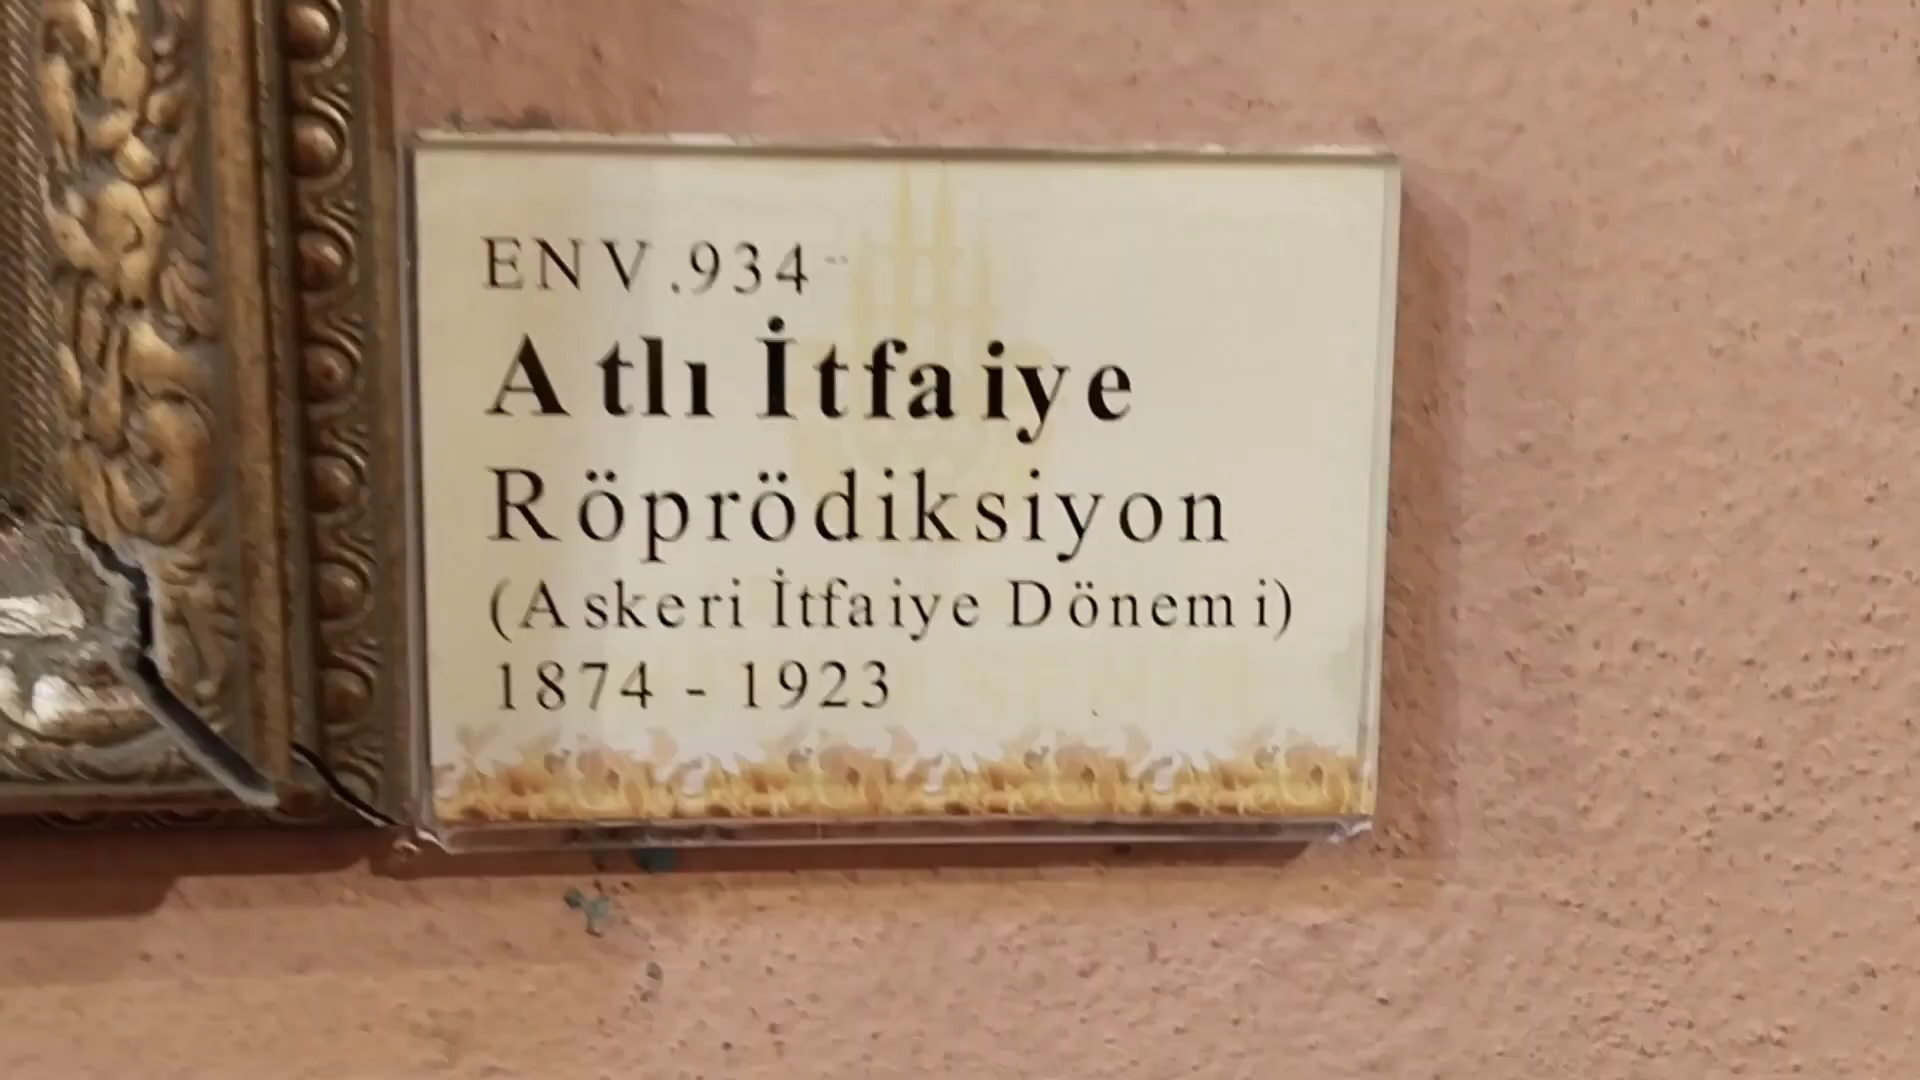 ENV.934
Atlı İtfaiye
Röprödiksiyon
(Askeri İtfaiye Dönemi)
1874 - 1923